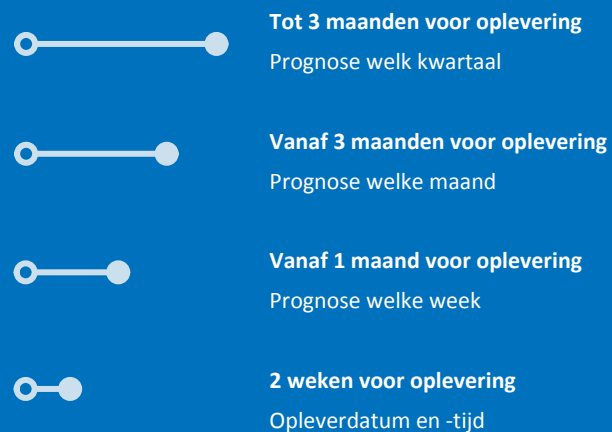 Tot 3 maanden voor oplevering
Prognose welk kwartaal
Vanaf 3 maanden voor oplevering
Prognose welke maand
Vanaf 1 maand voor oplevering
Prognose welke week
2 weken voor oplevering
Opleverdatum en -tijd